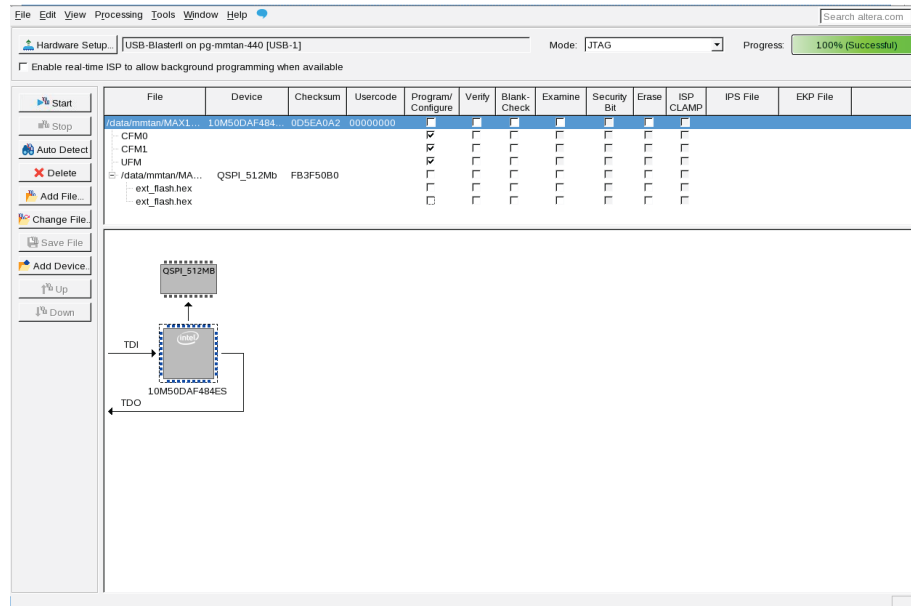 File Edit View Processing Tools Window Help
Search altera.com
Hardware Setup... USB-BlasterII on pg-mmtan-440 [USB-1] Mode: JTAG Progress: 100% (Successful)
Enable real-time ISP to allow background programming when available
Start
Stop
Auto Detect
Delete
Add File...
Change File..
Save File
Add Device..
Up
Down
File Device Checksum Usercode Program/ Configure Verify Blank- Check Examine Security Bit Erase ISP CLAMP IPS File EKP File
/data/mmtan/MAX1... 10M50DAF484... 0D5EA0A2 00000000
CFM0
CFM1
UFM
/data/mmtan/MA... QSPI_512Mb FB3F50B0
ext_flash.hex
ext_flash.hex
QSPI_512MB
TDI
intel
10M50DAF484ES
TDO